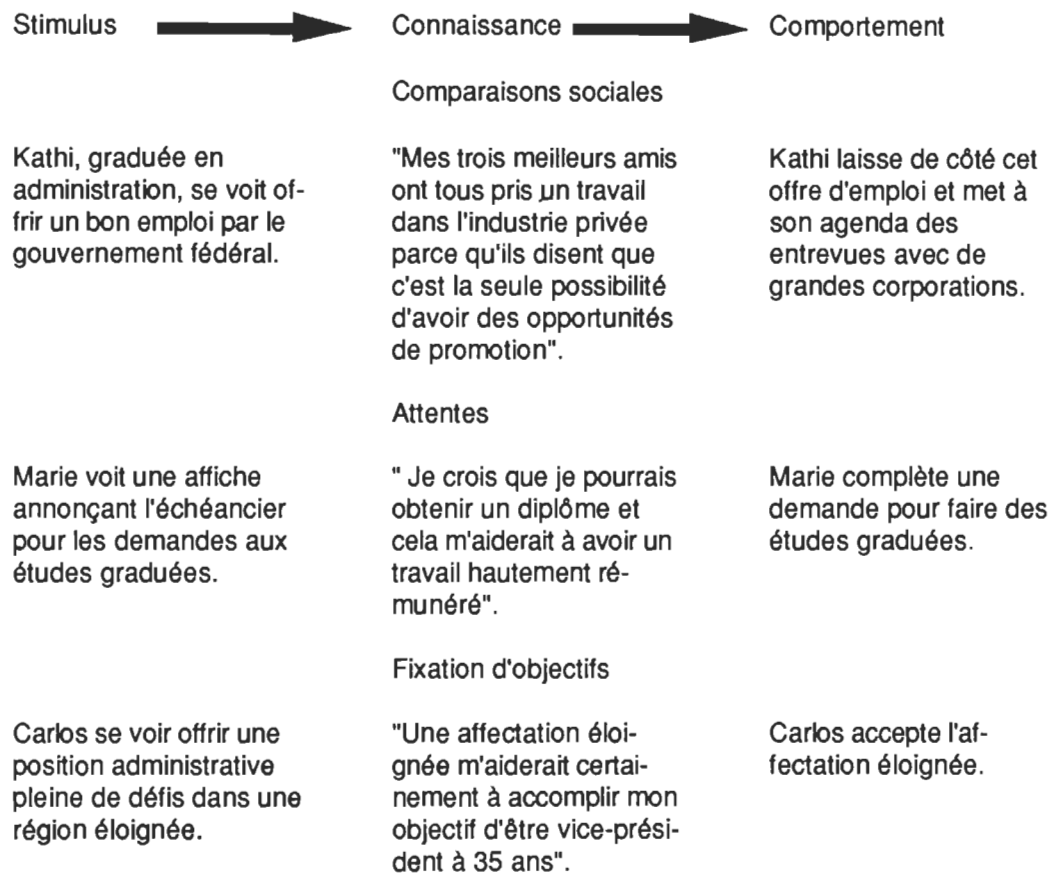 Stimulus
Connaissance
Comportement
Comparaisons sociales
Kathi, graduée en
administration, se voit of-
frir un bon emploi par le
gouvernement fédéral.
"Mes trois meilleurs amis
ont tous pris un travail
dans l'industrie privée
parce qu'ils disent que
c'est la seule possibilité
d'avoir des opportunités
de promotion".
Kathi laisse de côté cet
offre d'emploi et met à
son agenda des
entrevues avec de
grandes corporations.
Attentes
Marie voit une affiche
annonçant l'échéancier
pour les demandes aux
études graduées.
" Je crois que je pourrais
obtenir un diplôme et
cela m'aiderait à avoir un
travail hautement ré-
munéré".
Marie complète une
demande pour faire des
études graduées.
Fixation d'objectifs
Carlos se voir offrir une
position administrative
pleine de défis dans une
région éloignée.
"Une affectation éloi-
gnée m'aiderait certai-
nement à accomplir mon
objectif d'être vice-prési-
dent à 35 ans".
Carlos accepte l'af-
fectation éloignée.